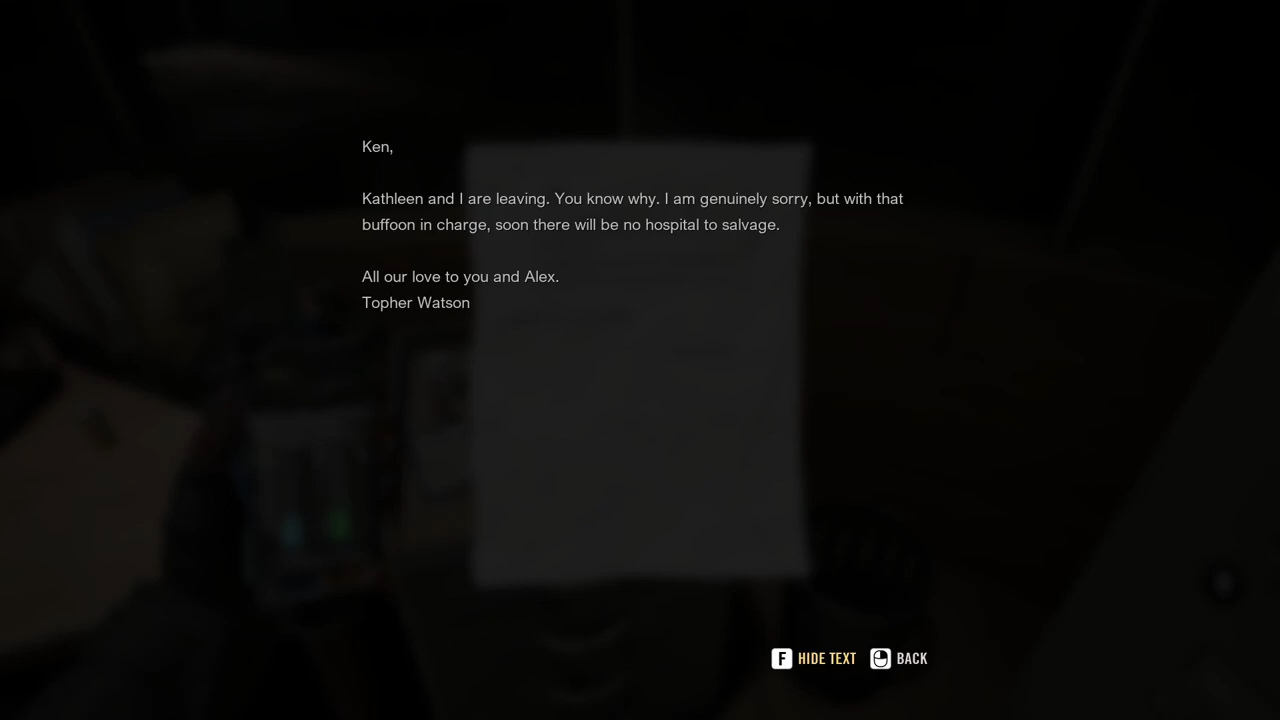 Ken,
Kathleen and I are leaving. You know why. I am genuinely sorry, but with that
buffoon in charge, soon there will be no hospital to salvage.
All our love to you and Alex.
Topher Watson
F HIDE TEXT BACK